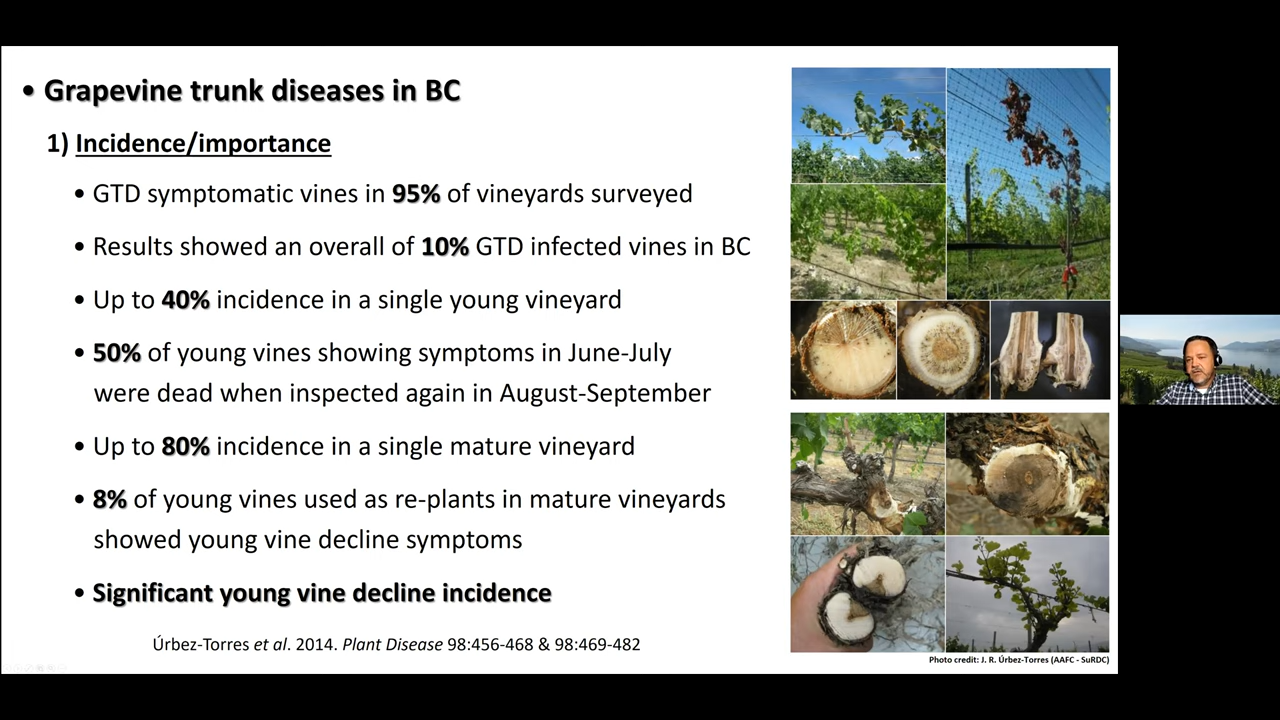 • Grapevine trunk diseases in BC
1) Incidence/importance
• GTD symptomatic vines in 95% of vineyards surveyed
• Results showed an overall of 10% GTD infected vines in BC
• Up to 40% incidence in a single young vineyard
• 50% of young vines showing symptoms in June-July
were dead when inspected again in August-September
• Up to 80% incidence in a single mature vineyard
• 8% of young vines used as re-plants in mature vineyards
showed young vine decline symptoms
• Significant young vine decline incidence
Úrbez-Torres et al. 2014. Plant Disease 98:456-468 & 98:469-482
Photo credit: J. R. Úrbez-Torres (AAFC - SuRDC)